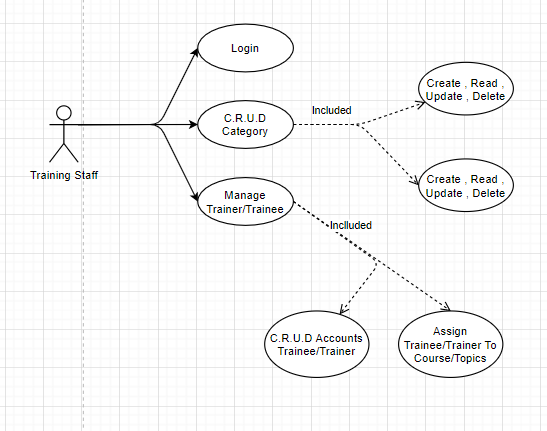 Login
Create , Read ,
Update , Delete
Included
C.R.U.D
Category
Training Staff
Create , Read ,
Update , Delete
Manage
Trainer/Trainee
Inclluded
C.R.U.D Accounts
Trainee/Trainer
Assign
Trainee/Trainer To
Course/Topics